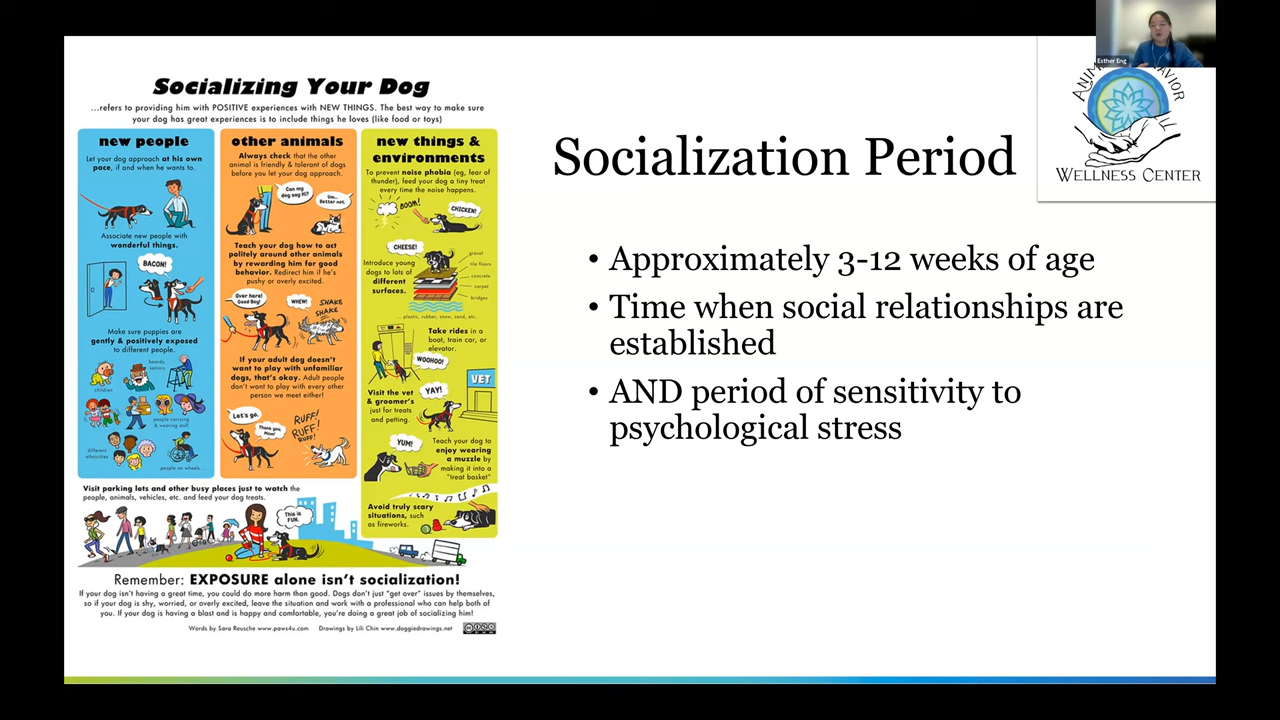 Esther Eng
WELLNESS CENTER
Socializing Your Dog
...refers to providing him with POSITIVE experiences with NEW THINGS. The best way to make sure
your dog has great experiences is to include things he loves (like food or toys)
new people
Let your dog approach at his own
pace, if and when he wants to.
Associate new people with
wonderful things.
BACON!
Make sure puppies are
gently & positively exposed
to different people.
beards,
seniors
children
people carrying
& wearing stuff
different
ethnicities
people on wheels...
other animals
Always check that the other
animal is friendly & tolerant of dogs
before you let your dog approach.
Can my
dog say Hi?
Um..
Better not.
Teach your dog how to act
politely around other animals
by rewarding him for good
behavior. Redirect him if he's
pushy or overly excited.
Over here!
Good Boy!
WHEW!
SHAKE
SHAKE
If your adult dog doesn't
want to play with unfamiliar
dogs, that's okay. Adult people
don't want to play with every other
person we meet either!
Let's go.
Thank you,
Mom!
RUFF!
RUFF!
RUFF!
new things &
environments
To prevent noise phobia (eg, fear of
thunder), feed your dog a tiny treat
every time the noise happens.
BOOM!
CHICKEN!
CHEESE!
Introduce young
dogs to lots of
different
surfaces.
gravel
tile floors
concrete
carpet
bridges
... plastic, rubber, snow, sand, etc.
Take rides in a
boat, train car, or
elevator.
WOOHOO!
VET
Visit the vet
& groomer's
just for treats
and petting.
YAY!
YUM!
Teach your dog to
enjoy wearing
a muzzle by
making it into a
"treat basket"
Avoid truly scary
situations, such
as fireworks.
Visit parking lots and other busy places just to watch the
people, animals, vehicles, etc. and feed your dog treats.
This is
FUN.
Remember: EXPOSURE alone isn't socialization!
If your dog isn't having a great time, you could do more harm than good. Dogs don't just "get over" issues by themselves,
so if your dog is shy, worried, or overly excited, leave the situation and work with a professional who can help both of
you. If your dog is having a blast and is happy and comfortable, you're doing a great job of socializing him!
Words by Sara Reusche www.paws4u.com Drawings by Lili Chin www.doggiedrawings.net
Socialization Period
• Approximately 3-12 weeks of age
• Time when social relationships are
established
• AND period of sensitivity to
psychological stress